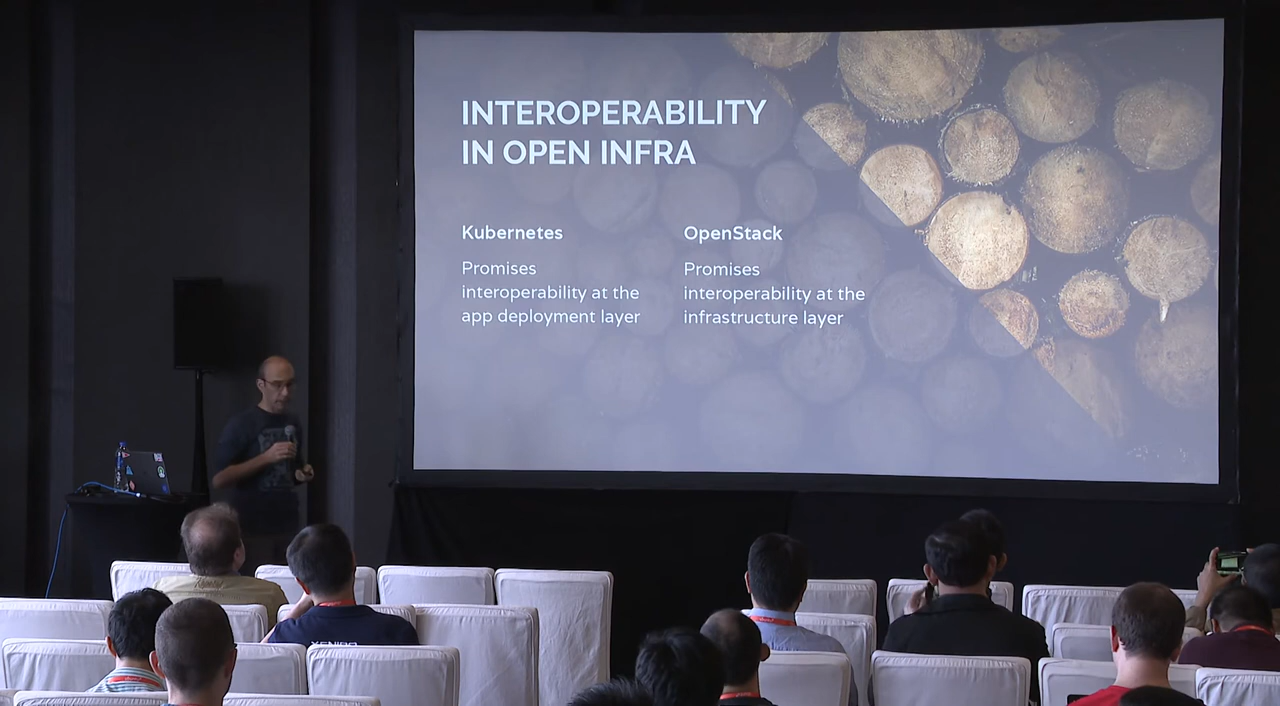 INTEROPERABILITY
IN OPEN INFRA
Kubernetes
Promises
interoperability at the
app deployment layer
OpenStack
Promises
interoperability at the
infrastructure layer